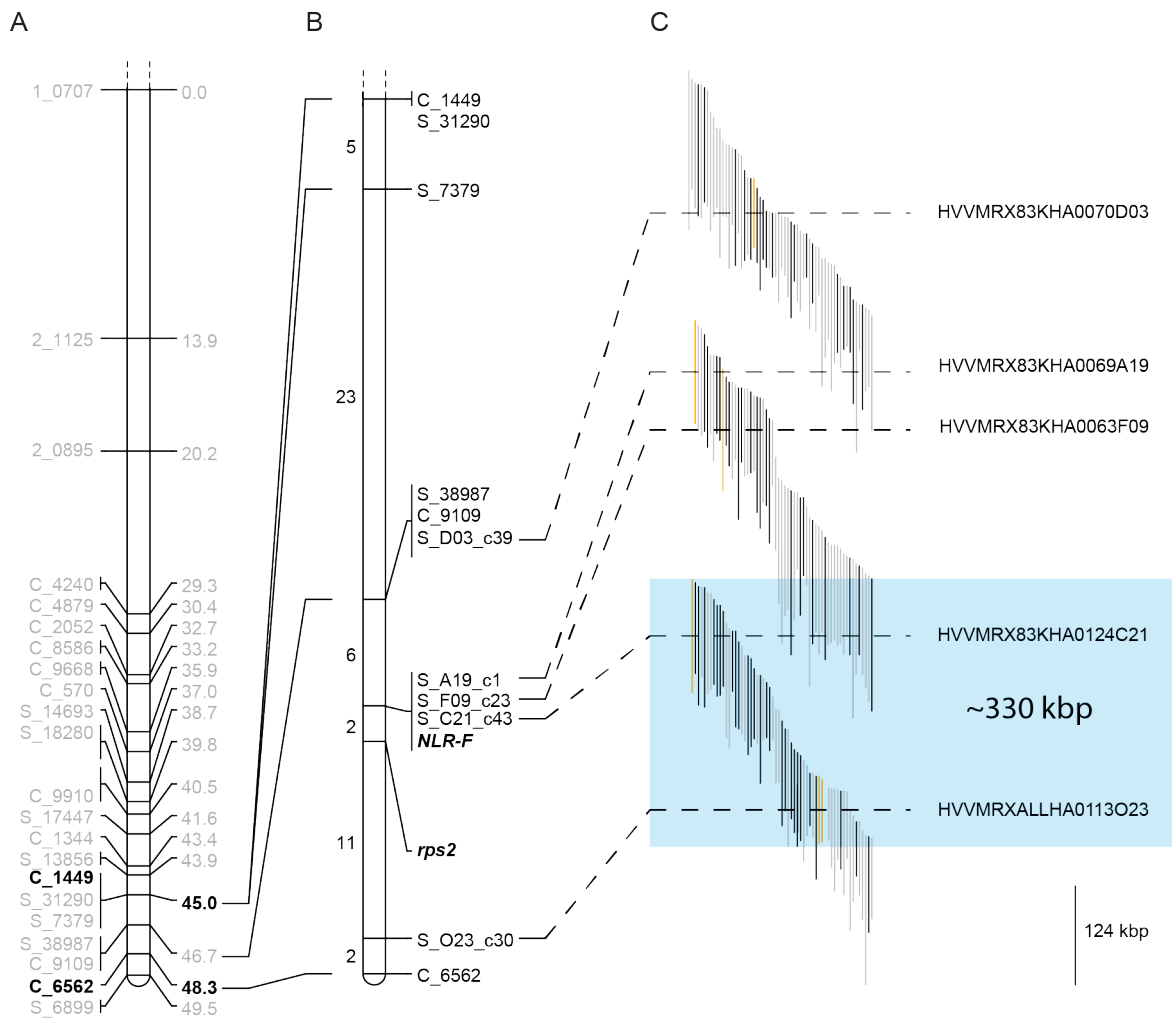 A
B
C
1_0707
0.0
2_1125
13.9
2_0895
20.2
C_4240
29.3
C_4879
30.4
C_2052
32.7
C_8586
33.2
C_9668
35.9
C_570
37.0
S_14693
38.7
S_18280
39.8
C_9910
40.5
S_17447
41.6
C_1344
43.4
S_13856
43.9
C_1449
S_31290
45.0
S_7379
S_38987
46.7
C_9109
C_6562
48.3
S_6899
49.5
C_1449
S_31290
5
S_7379
23
S_38987
C_9109
S_D03_c39
6
S_A19_c1
S_F09_c23
S_C21_c43
NLR-F
2
rps2
11
S_O23_c30
2
C_6562
HVVMRX83KHA0070D03
HVVMRX83KHA0069A19
HVVMRX83KHA0063F09
HVVMRX83KHA0124C21
~330 kbp
HVVMRXALLHA0113O23
124 kbp